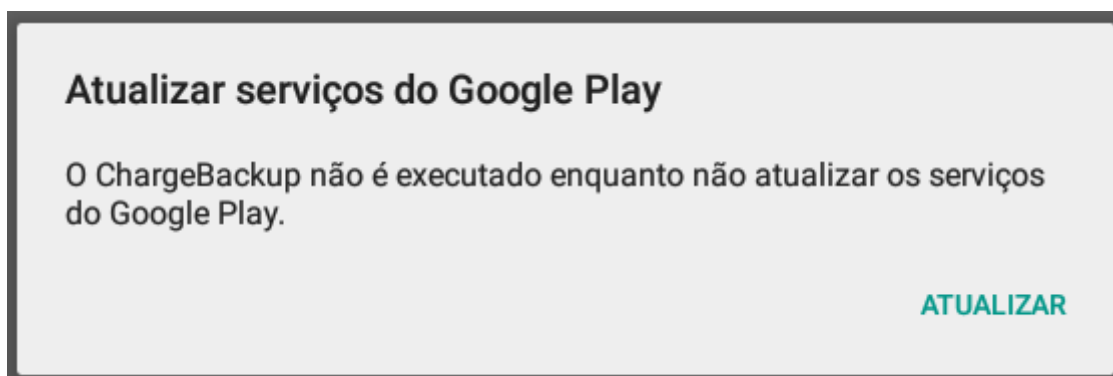 Atualizar serviços do Google Play
O ChargeBackup não é executado enquanto não atualizar os serviços
do Google Play.
ATUALIZAR